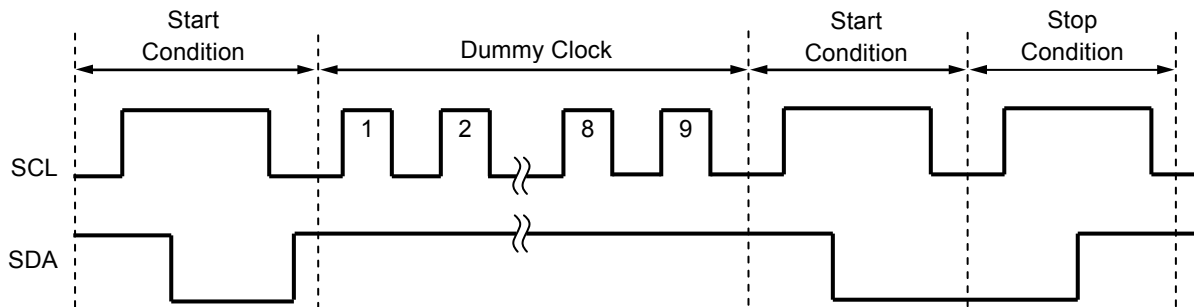 Start
Condition
Dummy Clock
Start
Condition
Stop
Condition
SCL
1 2 8 9
SDA